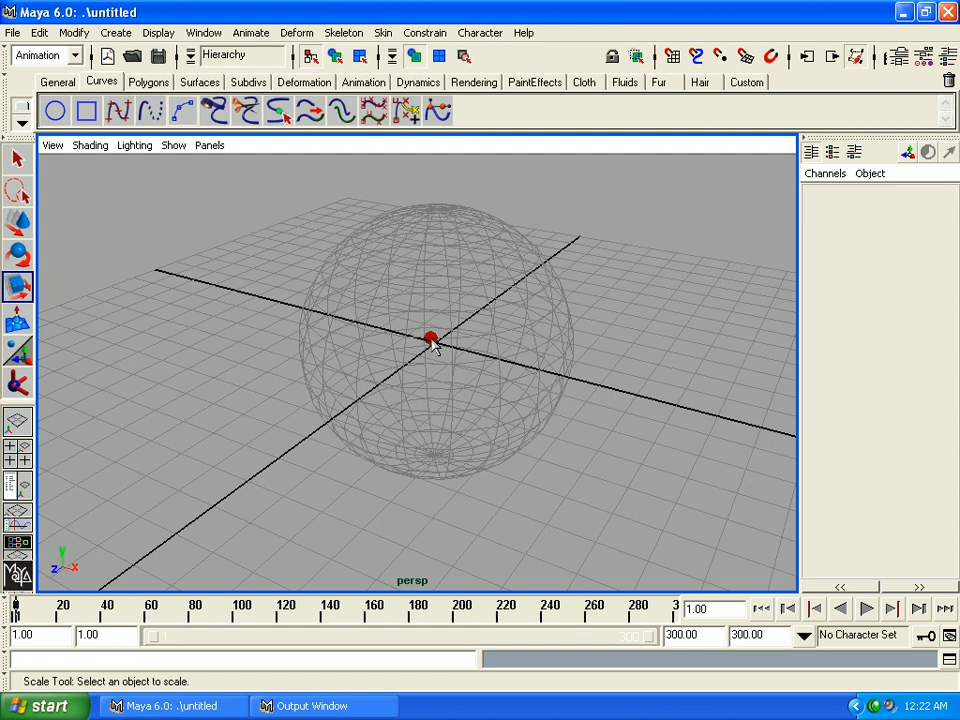 Maya 6.0: .\untitled
File Edit Modify Create Display Window Animate Deform Skeleton Skin Constrain Character Help
Animation Hierarchy
General Curves Polygons Surfaces Subdivs Deformation Animation Dynamics Rendering PaintEffects Cloth Fluids Fur Hair Custom
View Shading Lighting Show Panels
Channels Object
y
z x
persp
MAYA
<< >>
20 40 60 80 100 120 140 160 180 200 220 240 260 280 3 1.00
1.00 1.00 1 300 300.00 300.00 No Character Set
Scale Tool: Select an object to scale.
start Maya 6.0: .\untitled Output Window 12:22 AM